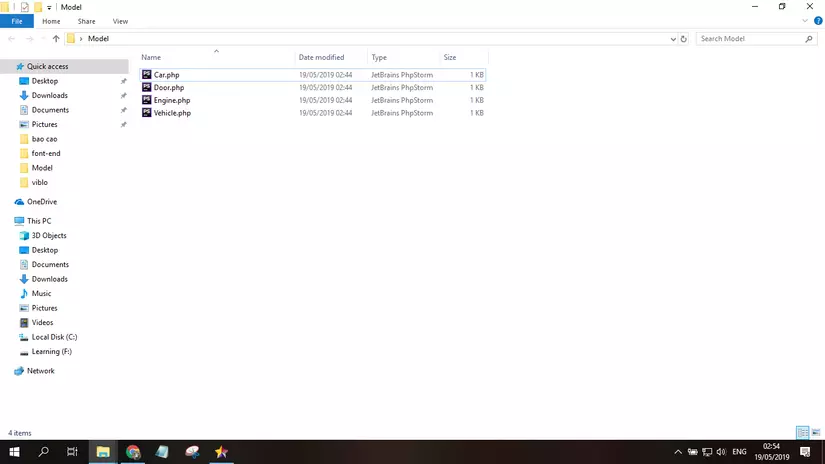 Model
File Home Share View
Model
Search Model
Name Date modified Type Size
Car.php 19/05/2019 02:44 JetBrains PhpStorm 1 KB
Door.php 19/05/2019 02:44 JetBrains PhpStorm 1 KB
Engine.php 19/05/2019 02:44 JetBrains PhpStorm 1 KB
Vehicle.php 19/05/2019 02:44 JetBrains PhpStorm 1 KB
Quick access
Desktop
Downloads
Documents
Pictures
bao cao
font-end
Model
viblo
OneDrive
This PC
3D Objects
Desktop
Documents
Downloads
Music
Pictures
Videos
Local Disk (C:)
Learning (F:)
Network
4 items
ENG
02:54
19/05/2019